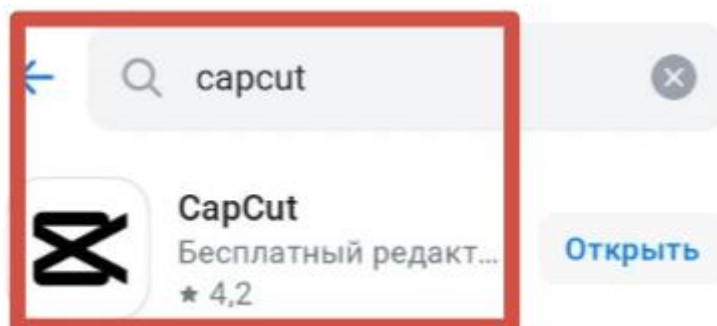 capcut
CapCut
Бесплатный редакт...
Открыть
★ 4,2